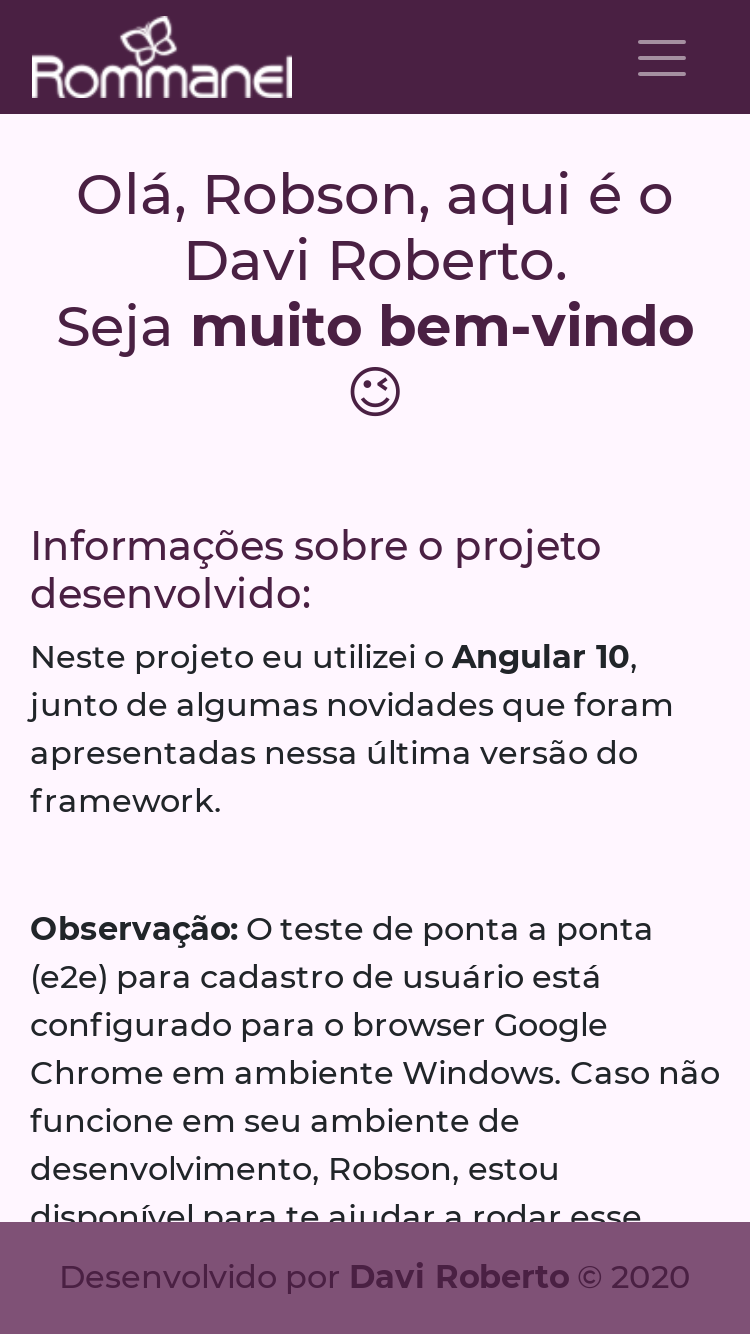 Rommanel
Olá, Robson, aqui é o
Davi Roberto.
Seja muito bem-vindo
😉
Informações sobre o projeto
desenvolvido:
Neste projeto eu utilizei o Angular 10,
junto de algumas novidades que foram
apresentadas nessa última versão do
framework.
Observação: O teste de ponta a ponta
(e2e) para cadastro de usuário está
configurado para o browser Google
Chrome em ambiente Windows. Caso não
funcione em seu ambiente de
desenvolvimento, Robson, estou
disponível para te ajudar a rodar esse
Desenvolvido por Davi Roberto © 2020